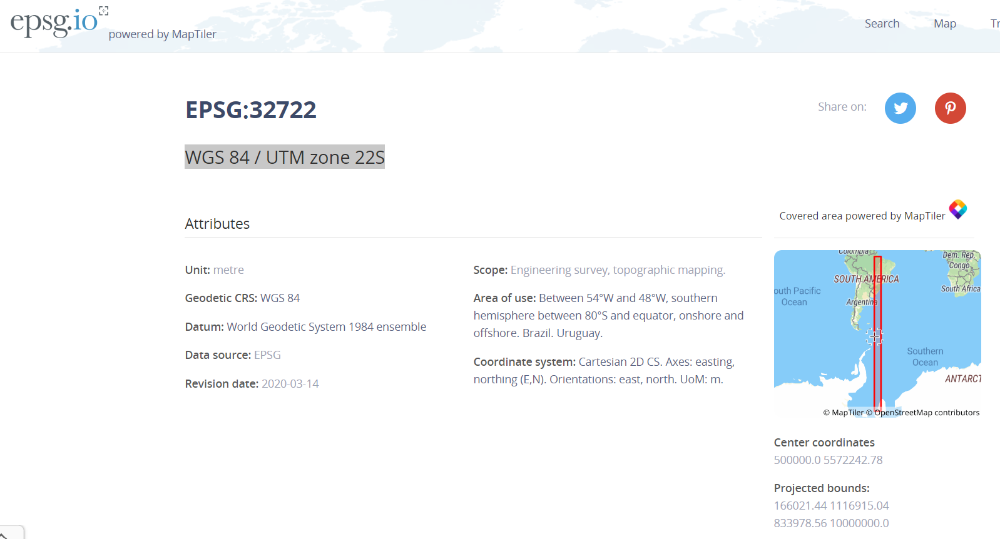 epsg.io
powered by MapTiler
Search Map Tr
EPSG:32722
Share on:
WGS 84 / UTM zone 22S
Attributes
Unit: metre
Geodetic CRS: WGS 84
Datum: World Geodetic System 1984 ensemble
Data source: EPSG
Revision date: 2020-03-14
Scope: Engineering survey, topographic mapping.
Area of use: Between 54°W and 48°W, southern
hemisphere between 80°S and equator, onshore and
offshore. Brazil. Uruguay.
Coordinate system: Cartesian 2D CS. Axes: easting,
northing (E,N). Orientations: east, north. UoM: m.
Covered area powered by MapTiler
Colombia
Dem. Rep.
Congo
SOUTH AMERICA
outh Pacific
Ocean
South Africa
Argentina
Southern
Ocean
ANTARCT
© MapTiler © OpenStreetMap contributors
Center coordinates
500000.0 5572242.78
Projected bounds:
166021.44 1116915.04
833978.56 10000000.0